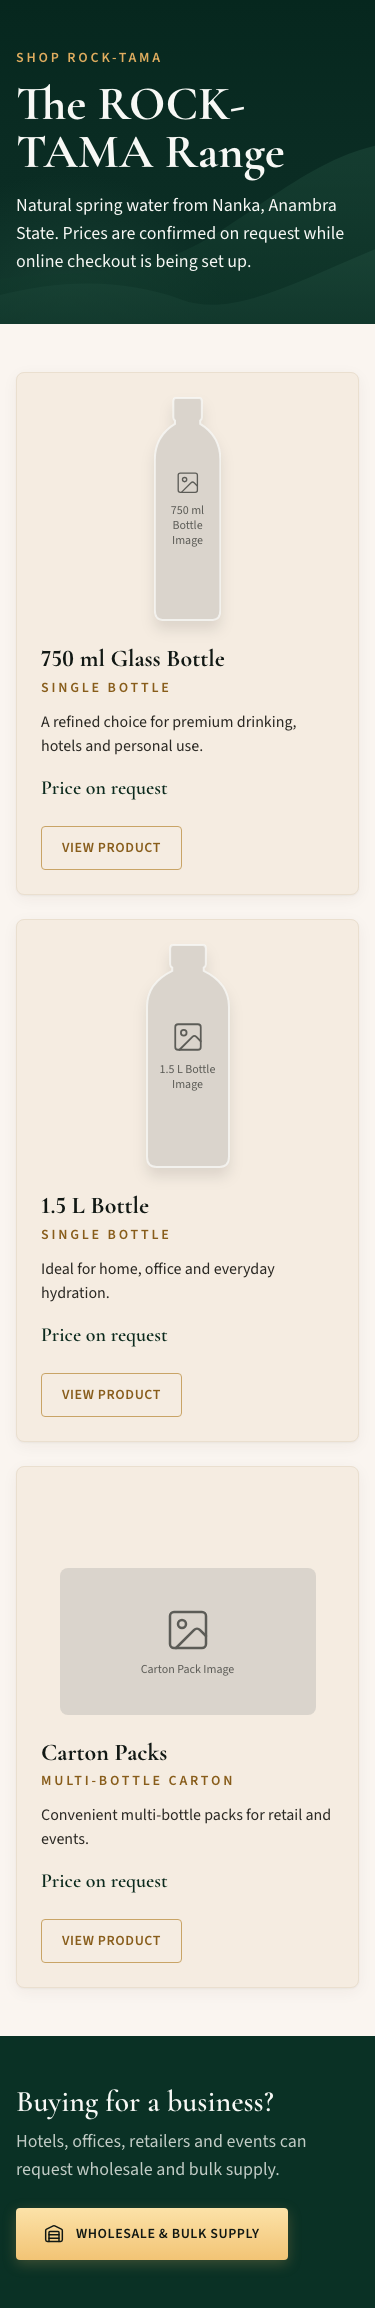 SHOP ROCK-TAMA
The ROCK-
TAMA Range
Natural spring water from Nanka, Anambra
State. Prices are confirmed on request while
online checkout is being set up.
750 ml
Bottle
Image
750 ml Glass Bottle
SINGLE BOTTLE
A refined choice for premium drinking,
hotels and personal use.
Price on request
VIEW PRODUCT
1.5 L Bottle
Image
1.5 L Bottle
SINGLE BOTTLE
Ideal for home, office and everyday
hydration.
Price on request
VIEW PRODUCT
Carton Pack Image
Carton Packs
MULTI-BOTTLE CARTON
Convenient multi-bottle packs for retail and
events.
Price on request
VIEW PRODUCT
Buying for a business?
Hotels, offices, retailers and events can
request wholesale and bulk supply.
WHOLESALE & BULK SUPPLY